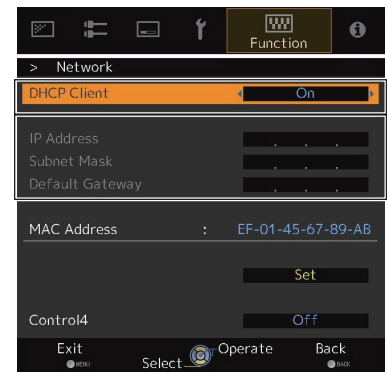 Function
> Network
DHCP Client On
IP Address . . .
Subnet Mask . . .
Default Gateway . . .
MAC Address : EF-01-45-67-89-AB
Set
Control4 Off
Exit Operate Back
MENU Select BACK